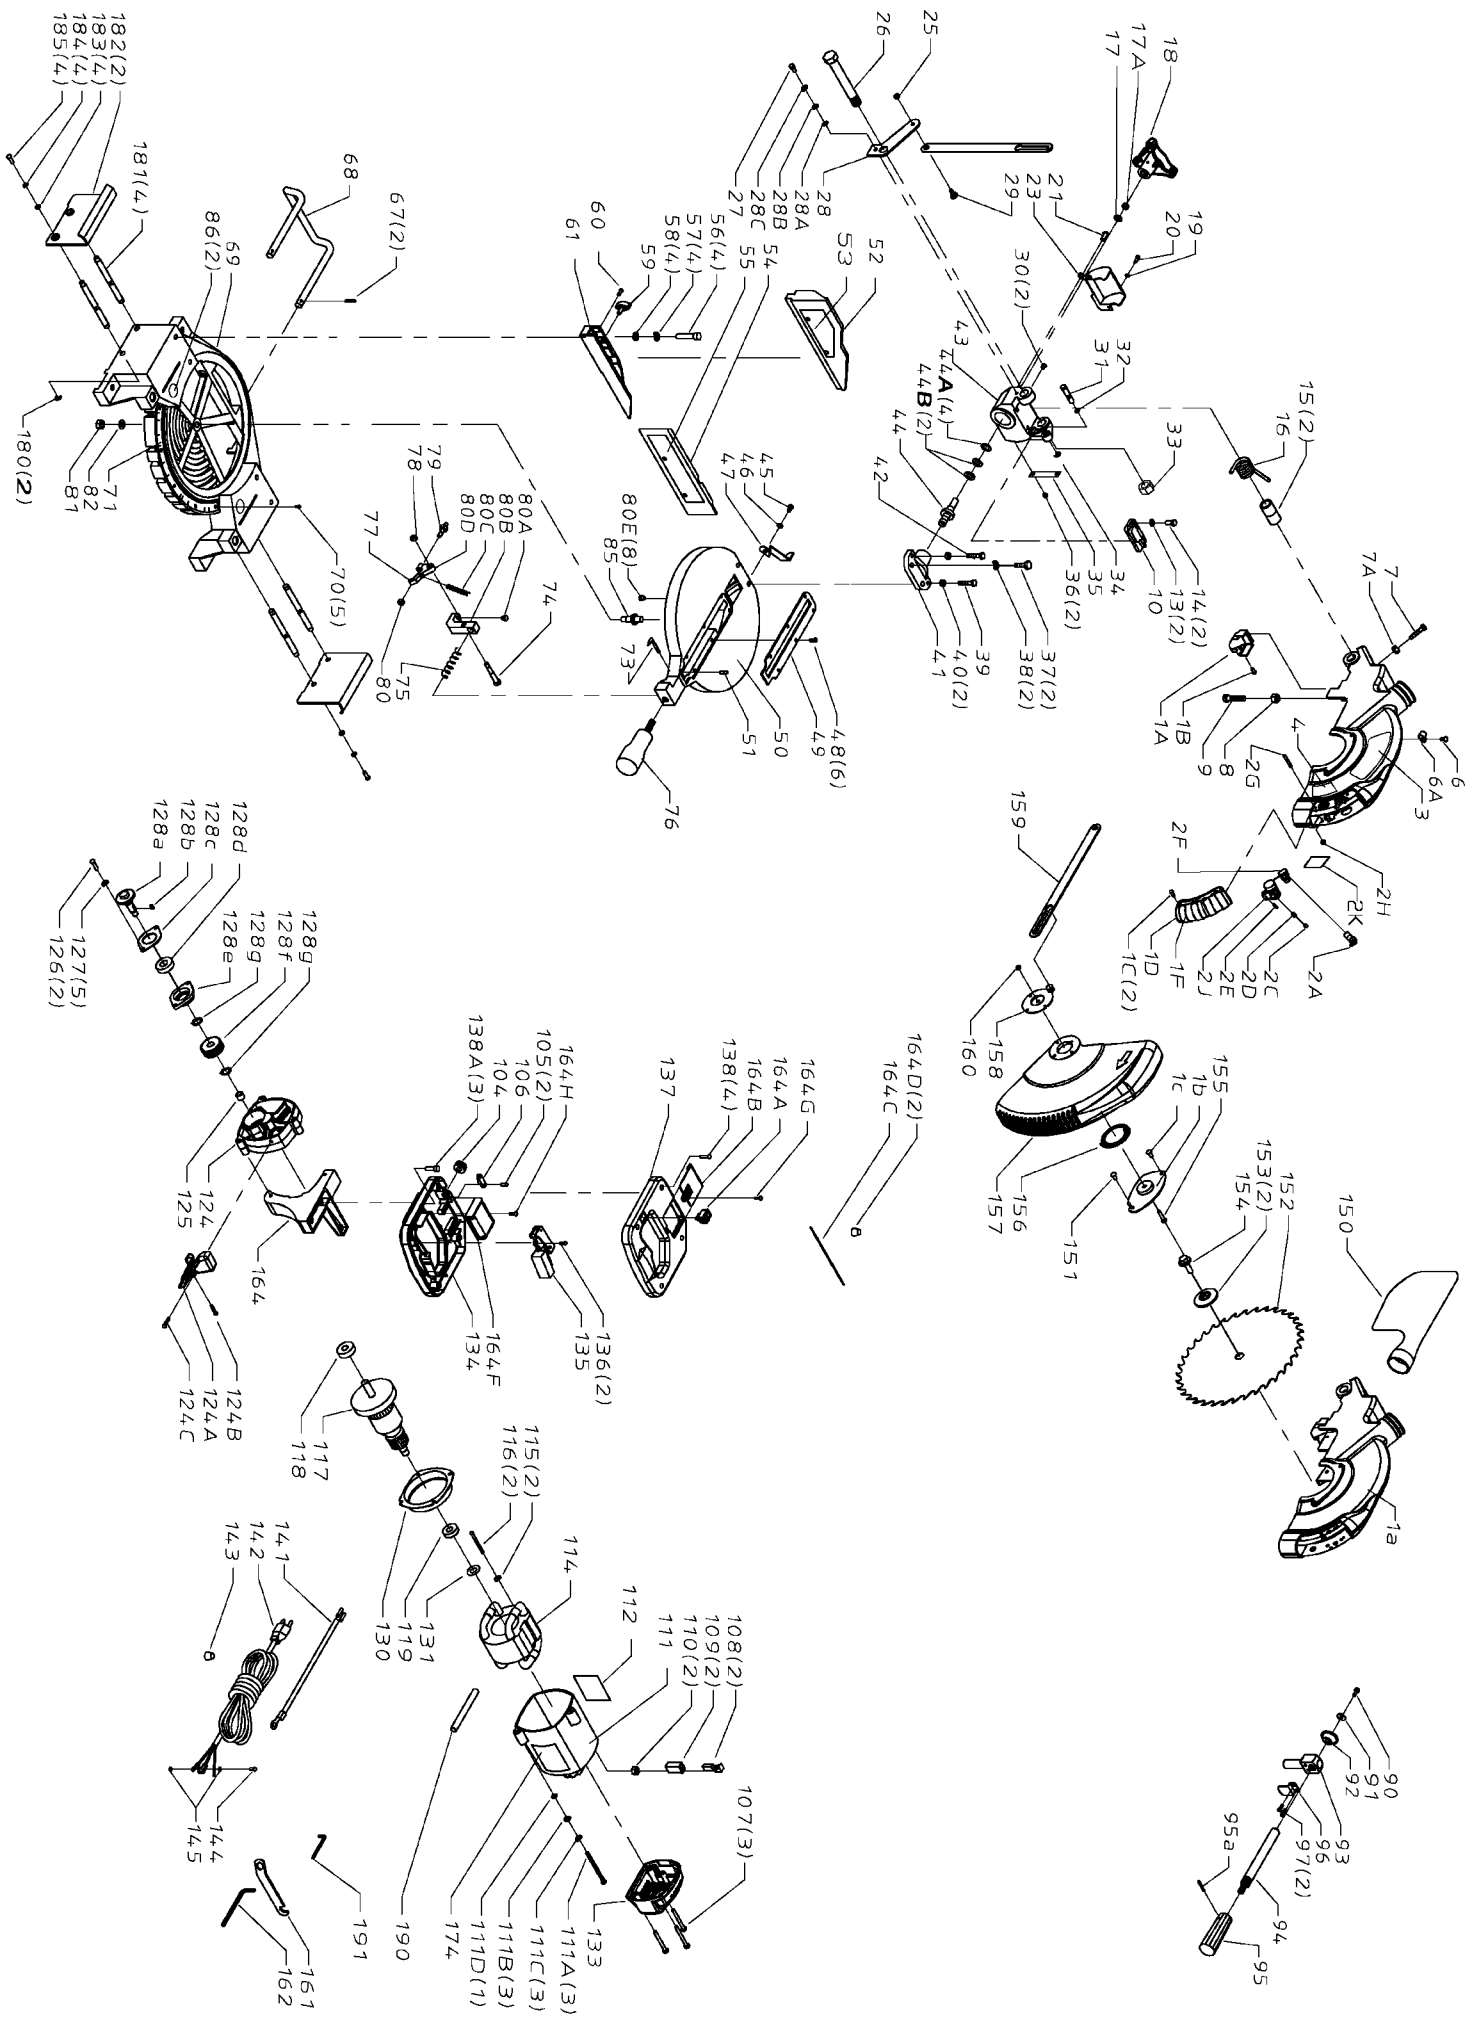 185(4)
184(4)
183(4)
182(2)
181(4)
86(2)
69
68
67(2)
180(2)
81
82
71
70(5)
26
25
27
28C
28B
28A
28
29
60
61
59
58(4)
57(4)
56(4)
55
54
53
52
17
17A
18
23
21
20
19
30(2)
43
44A(4)
44B(2)
44
42
31
32
33
15(2)
16
34
35
36(2)
10
13(2)
14(2)
37(2)
38(2)
39
40(2)
41
7A
7
1A
1B
9
8
2G
4
3
6A
6
45
46
47
80E(8)
85
78
79
77
80D
80C
80B
80A
74
80
75
73
51
50
49
48(6)
76
2F
2H
2K
2A
2C
2D
2E
2J
1F
1D
1C(2)
159
160
158
157
156
1c
1b
155
151
154
153(2)
152
150
1a
128a
128b
128c
128d
128e
128g
128f
128g
126(2)
127(5)
125
124
164
124C
124A
124B
138A(3)
104
106
105(2)
164H
137
138(4)
164B
164A
164G
164C
164D(2)
134
164F
135
136(2)
118
117
116(2)
115(2)
130
119
131
114
112
111
110(2)
109(2)
108(2)
107(3)
143
142
141
145
144
190
174
111D(1)
111B(3)
111C(3)
111A(3)
133
191
162
161
90
91
92
93
96
97(2)
95a
94
95